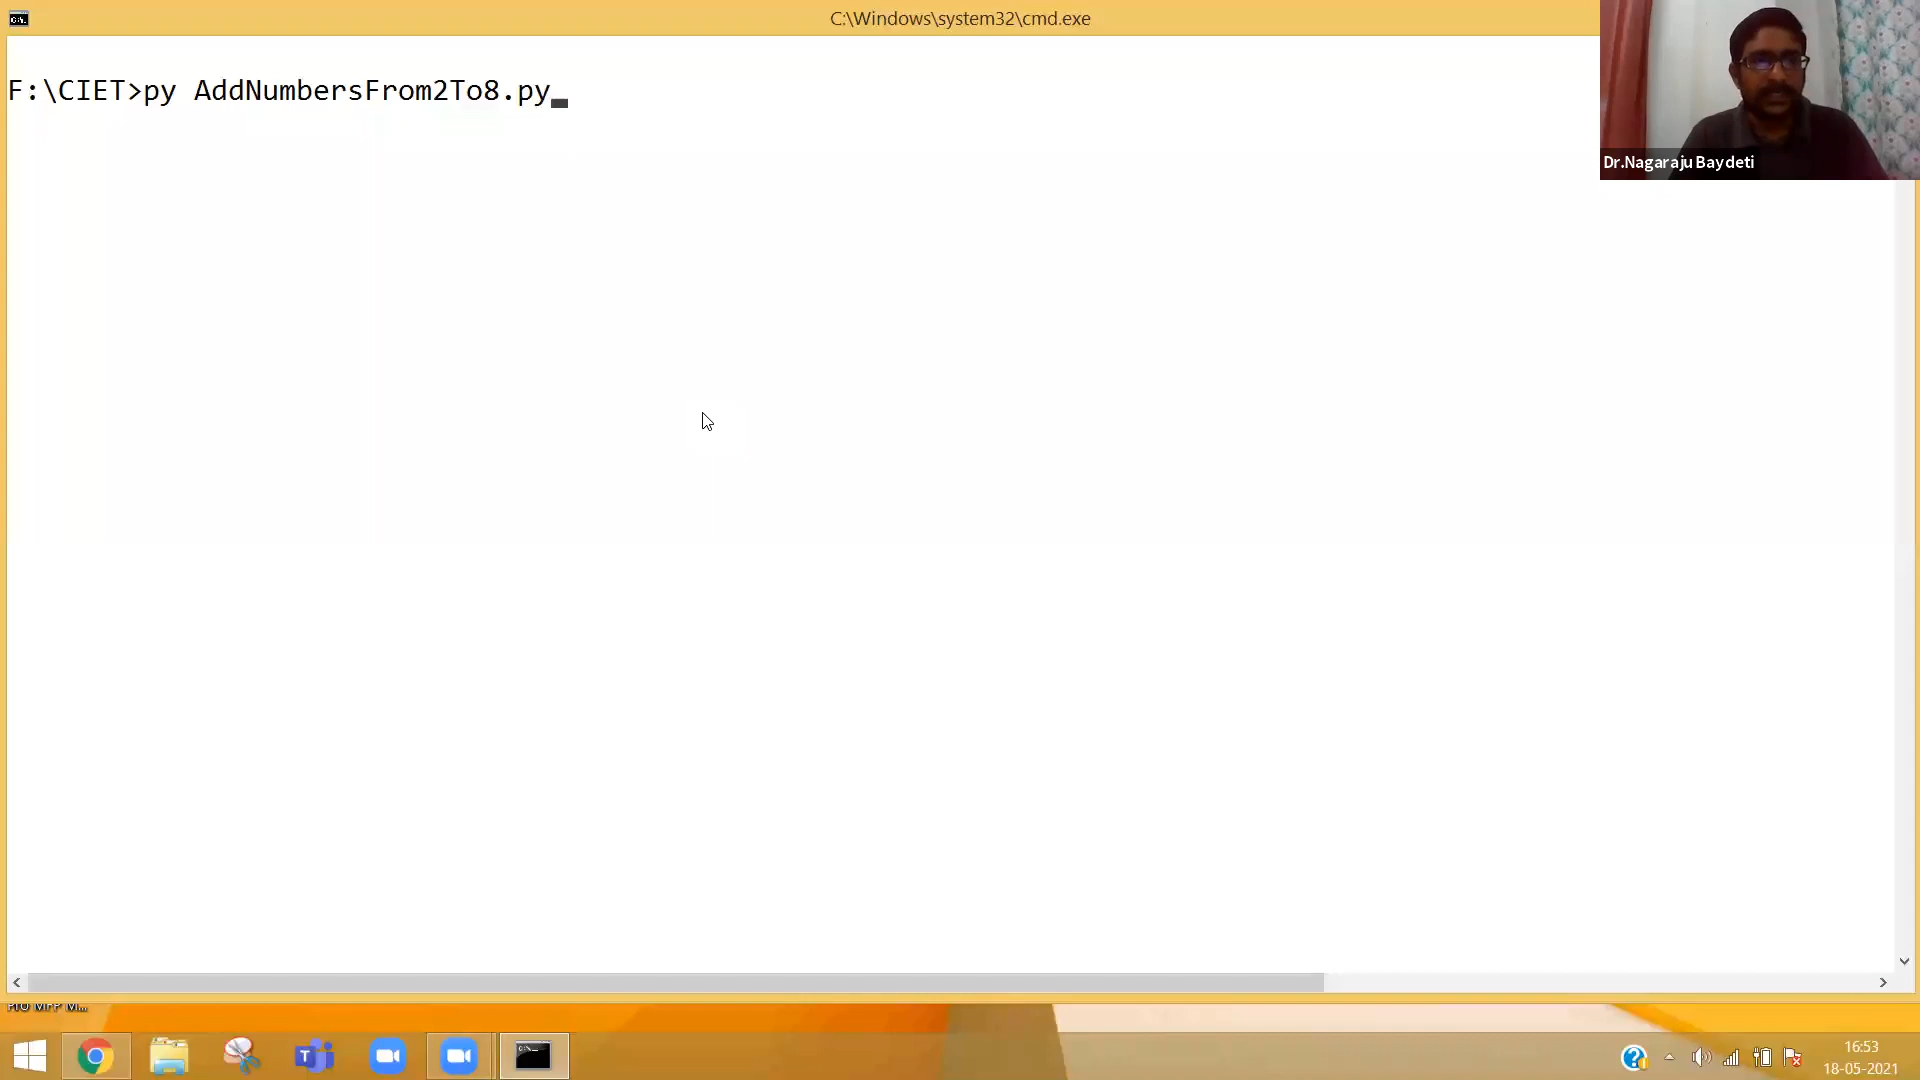 C:\Windows\system32\cmd.exe
F:\CIET>py AddNumbersFrom2To8.py
Dr.Nagaraju Baydeti
16:53
18-05-2021